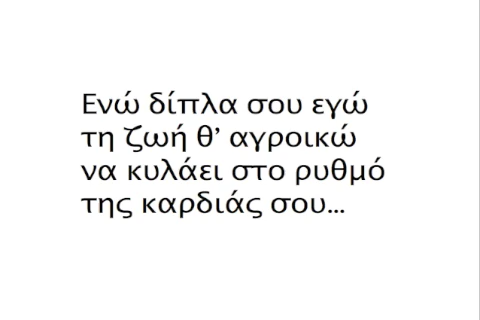 Ενώ δίπλα σου εγώ
τη ζωή θ’ αγροικώ
να κυλάει στο ρυθμό
της καρδιάς σου...